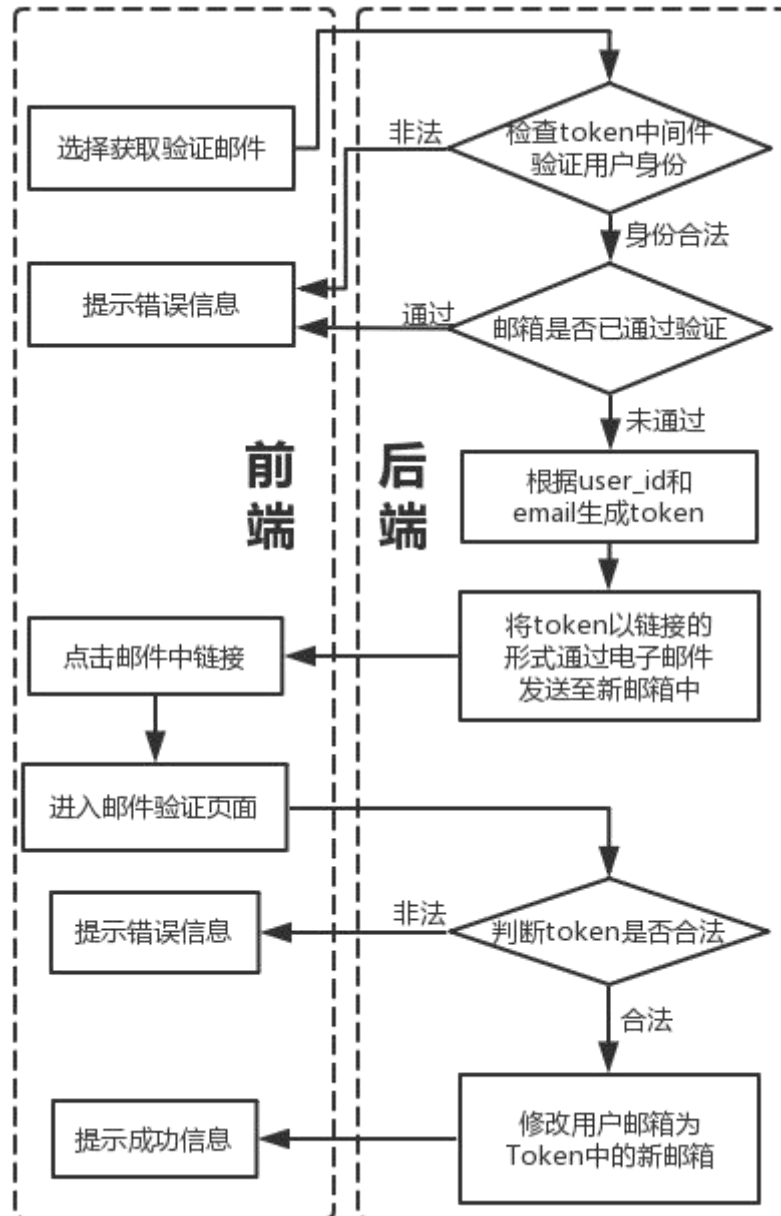 选择获取验证邮件
非法
检查token中间件
验证用户身份
身份合法
提示错误信息
通过
邮箱是否已通过验证
未通过
前
端
后
端
根据user_id和
email生成token
点击邮件中链接
将token以链接的
形式通过电子邮件
发送至新邮箱中
进入邮件验证页面
提示错误信息
非法
判断token是否合法
合法
提示成功信息
修改用户邮箱为
Token中的新邮箱